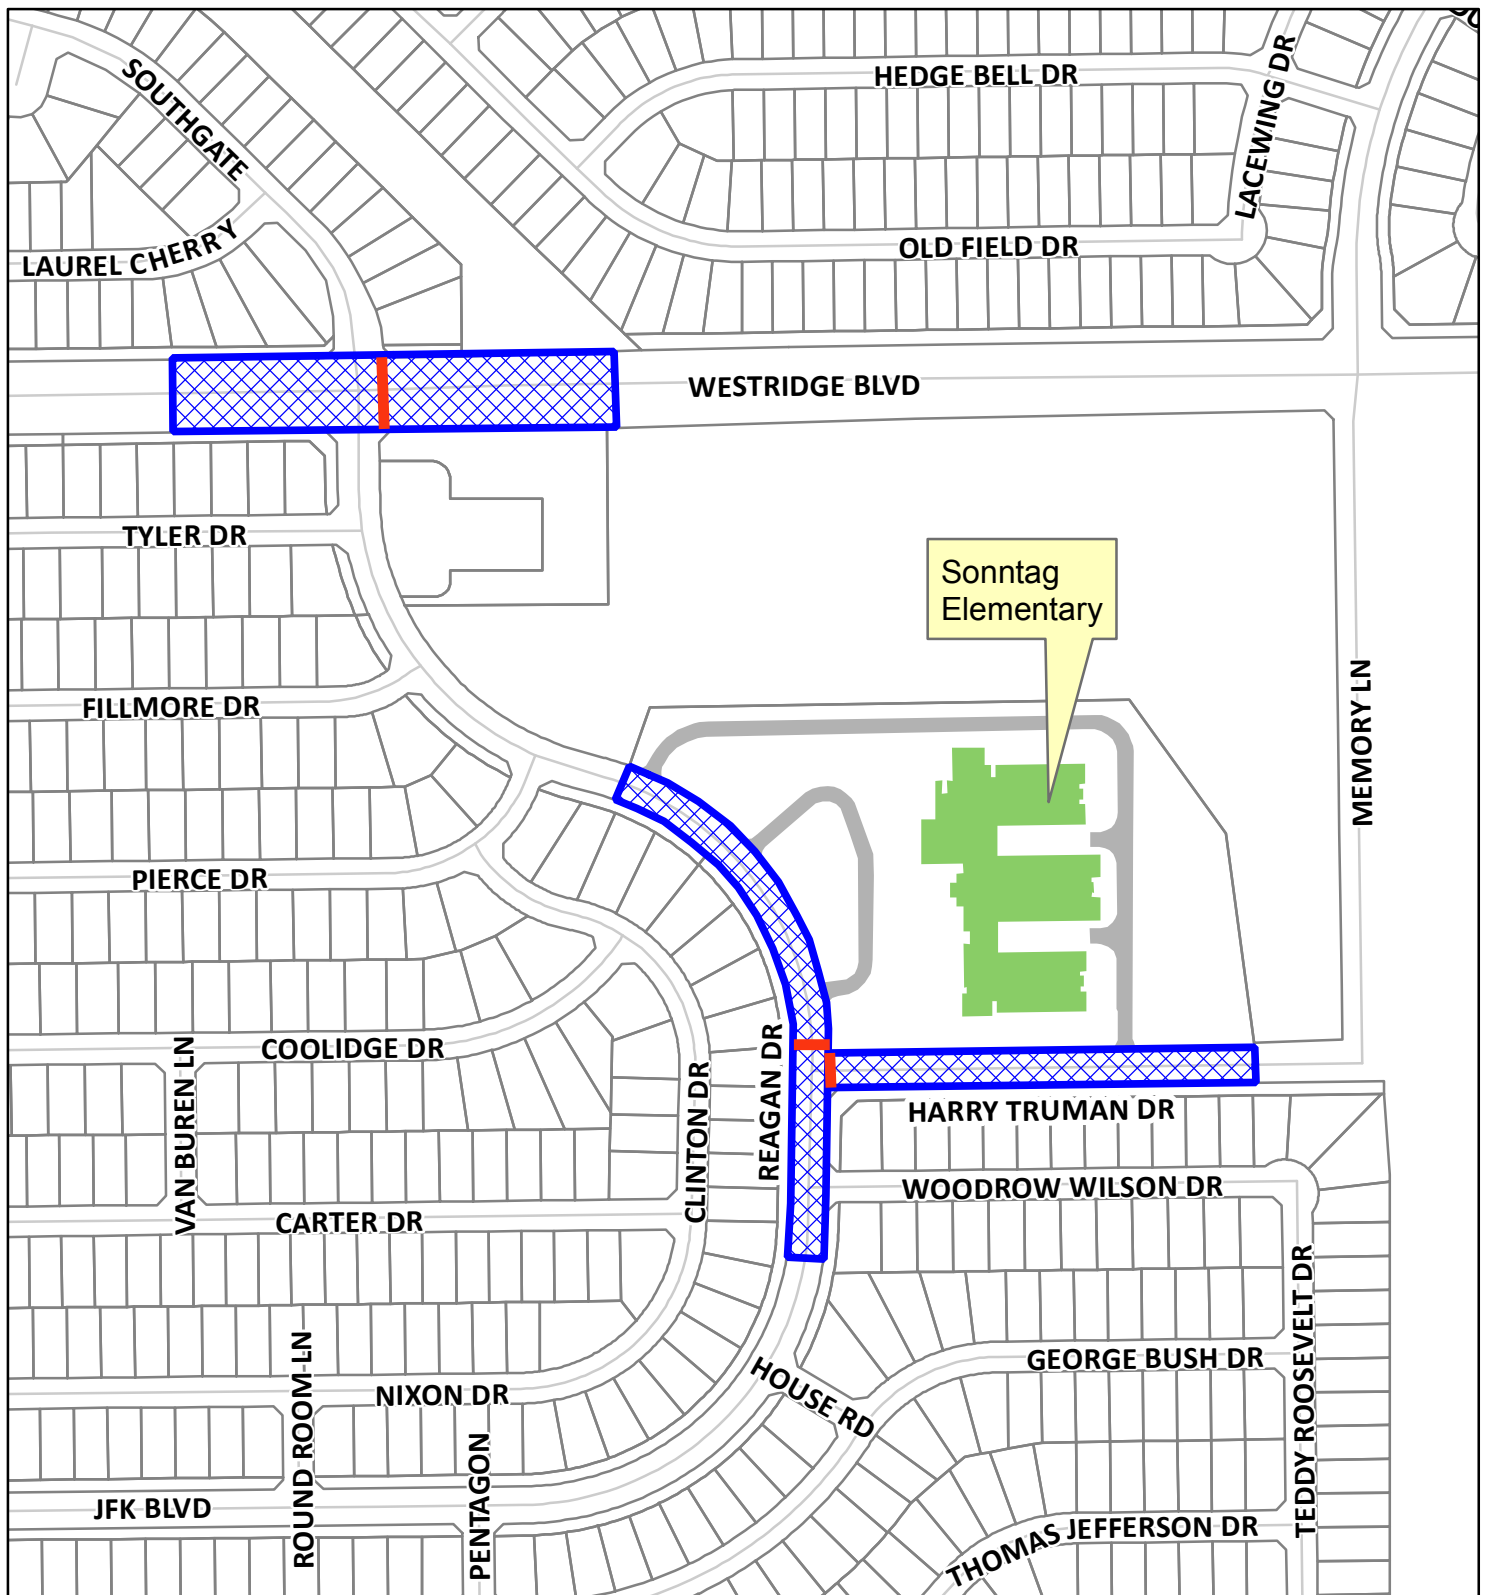 SOUTHGATE
HEDGE BELL DR
LACEWING DR
LAUREL CHERRY
OLD FIELD DR
WESTRIDGE BLVD
TYLER DR
Sonntag
Elementary
FILLMORE DR
MEMORY LN
PIERCE DR
COOLIDGE DR
VAN BUREN LN
CLINTON DR
REAGAN DR
HARRY TRUMAN DR
WOODROW WILSON DR
CARTER DR
TEDDY ROOSEVELT DR
GEORGE BUSH DR
HOUSE RD
NIXON DR
ROUND ROOM LN
PENTAGON
JFK BLVD
THOMAS JEFFERSON DR